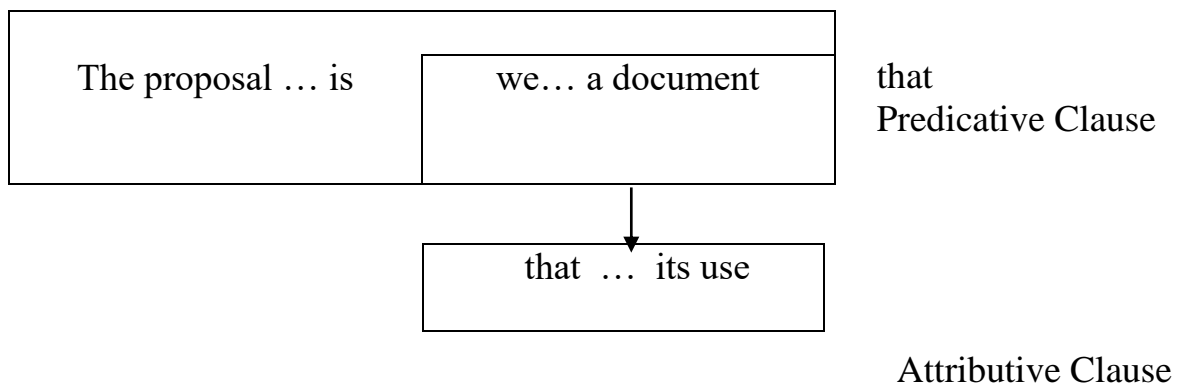 The proposal … is
we… a document
that
Predicative Clause
that … its use
Attributive Clause